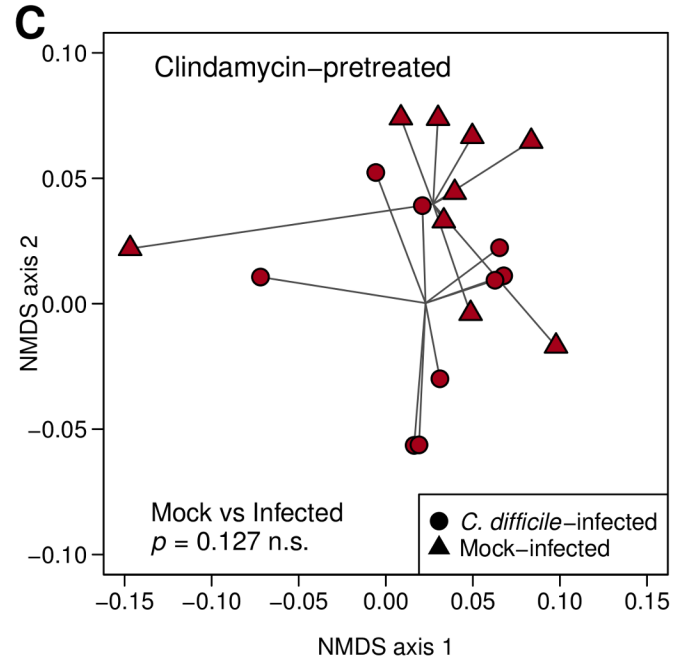 C
Clindamycin−pretreated
0.10
0.05
0.00
−0.05
−0.10
NMDS axis 2
Mock vs Infected
p = 0.127 n.s.
C. difficile−infected
Mock−infected
−0.15 −0.10 −0.05 0.00 0.05 0.10 0.15
NMDS axis 1